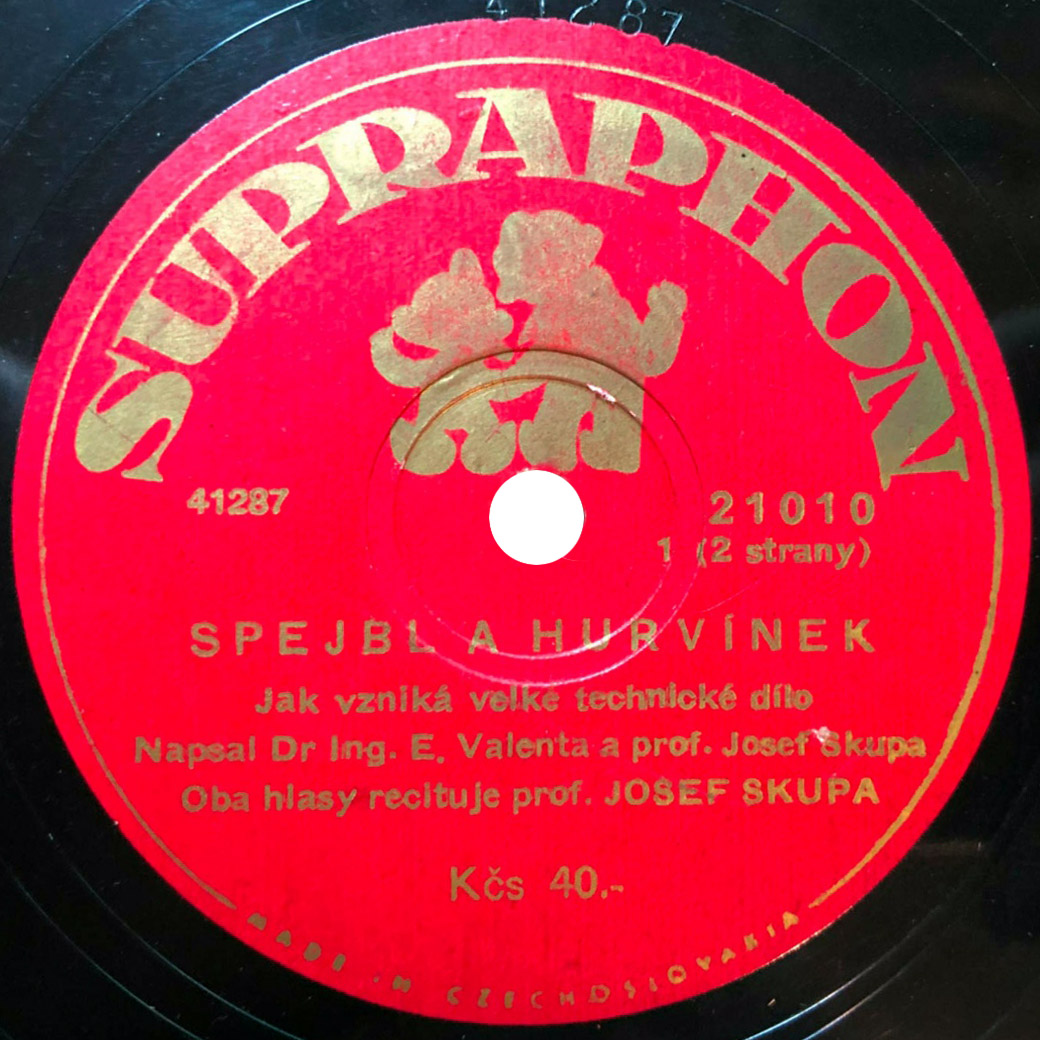 41287
SUPRAPHON
41287
21010
1 (2 strany)
SPEJBL A HURVÍNEK
Jak vzniká velké technické dílo
Napsal Dr Ing. E. Valenta a prof. Josef Skupa
Oba hlasy recituje prof. JOSEF SKUPA
Kčs 40.-
MADE IN CZECHOSLOVAKIA